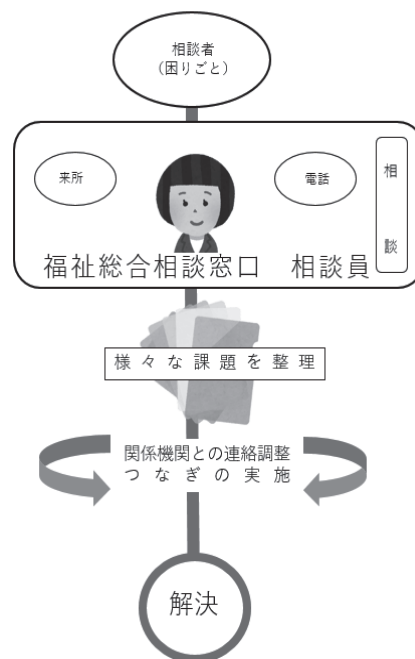 相談者
(困りごと)
来所
電話
相談
福祉総合相談窓口 相談員
様々な課題を整理
関係機関との連絡調整
つなぎの実施
解決